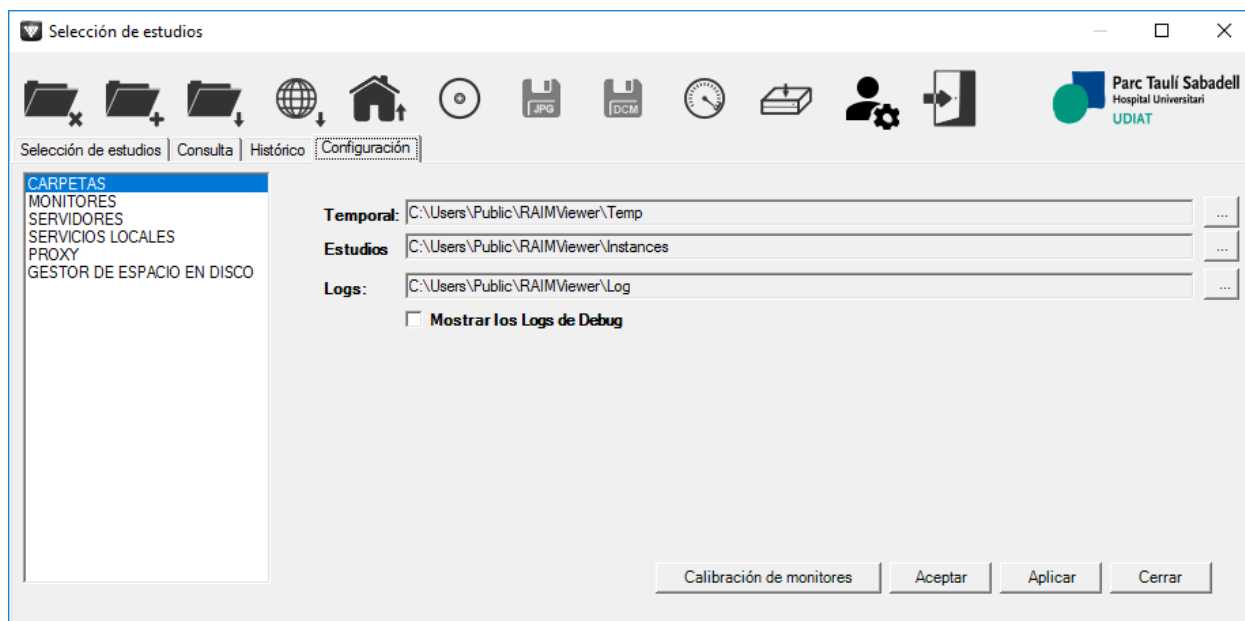 Selección de estudios
JPG
DCM
Parc Taulí Sabadell
Hospital Universitari
UDIAT
Selección de estudios Consulta Histórico Configuración
CARPETAS
MONITORES
SERVIDORES
SERVICIOS LOCALES
PROXY
GESTOR DE ESPACIO EN DISCO
Temporal: C:\Users\Public\RAIMViewer\Temp ...
Estudios C:\Users\Public\RAIMViewer\Instances ...
Logs: C:\Users\Public\RAIMViewer\Log ...
Mostrar los Logs de Debug
Calibración de monitores Aceptar Aplicar Cerrar